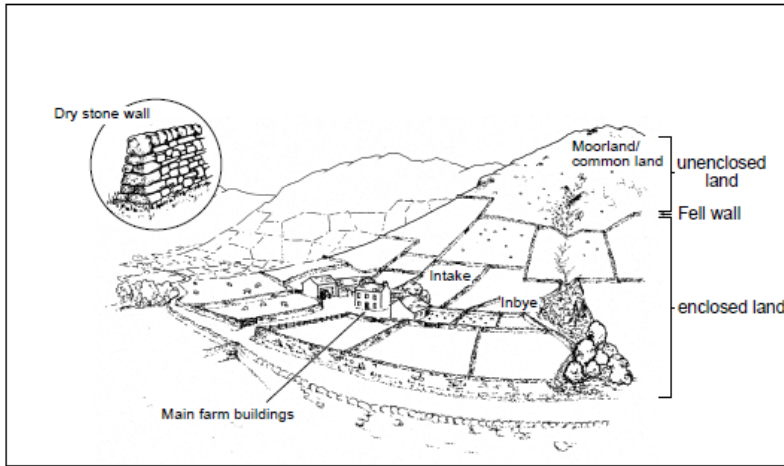 Dry stone wall
Moorland/
common land
unenclosed
land
Fell wall
Intake
Inbye
enclosed land
Main farm buildings